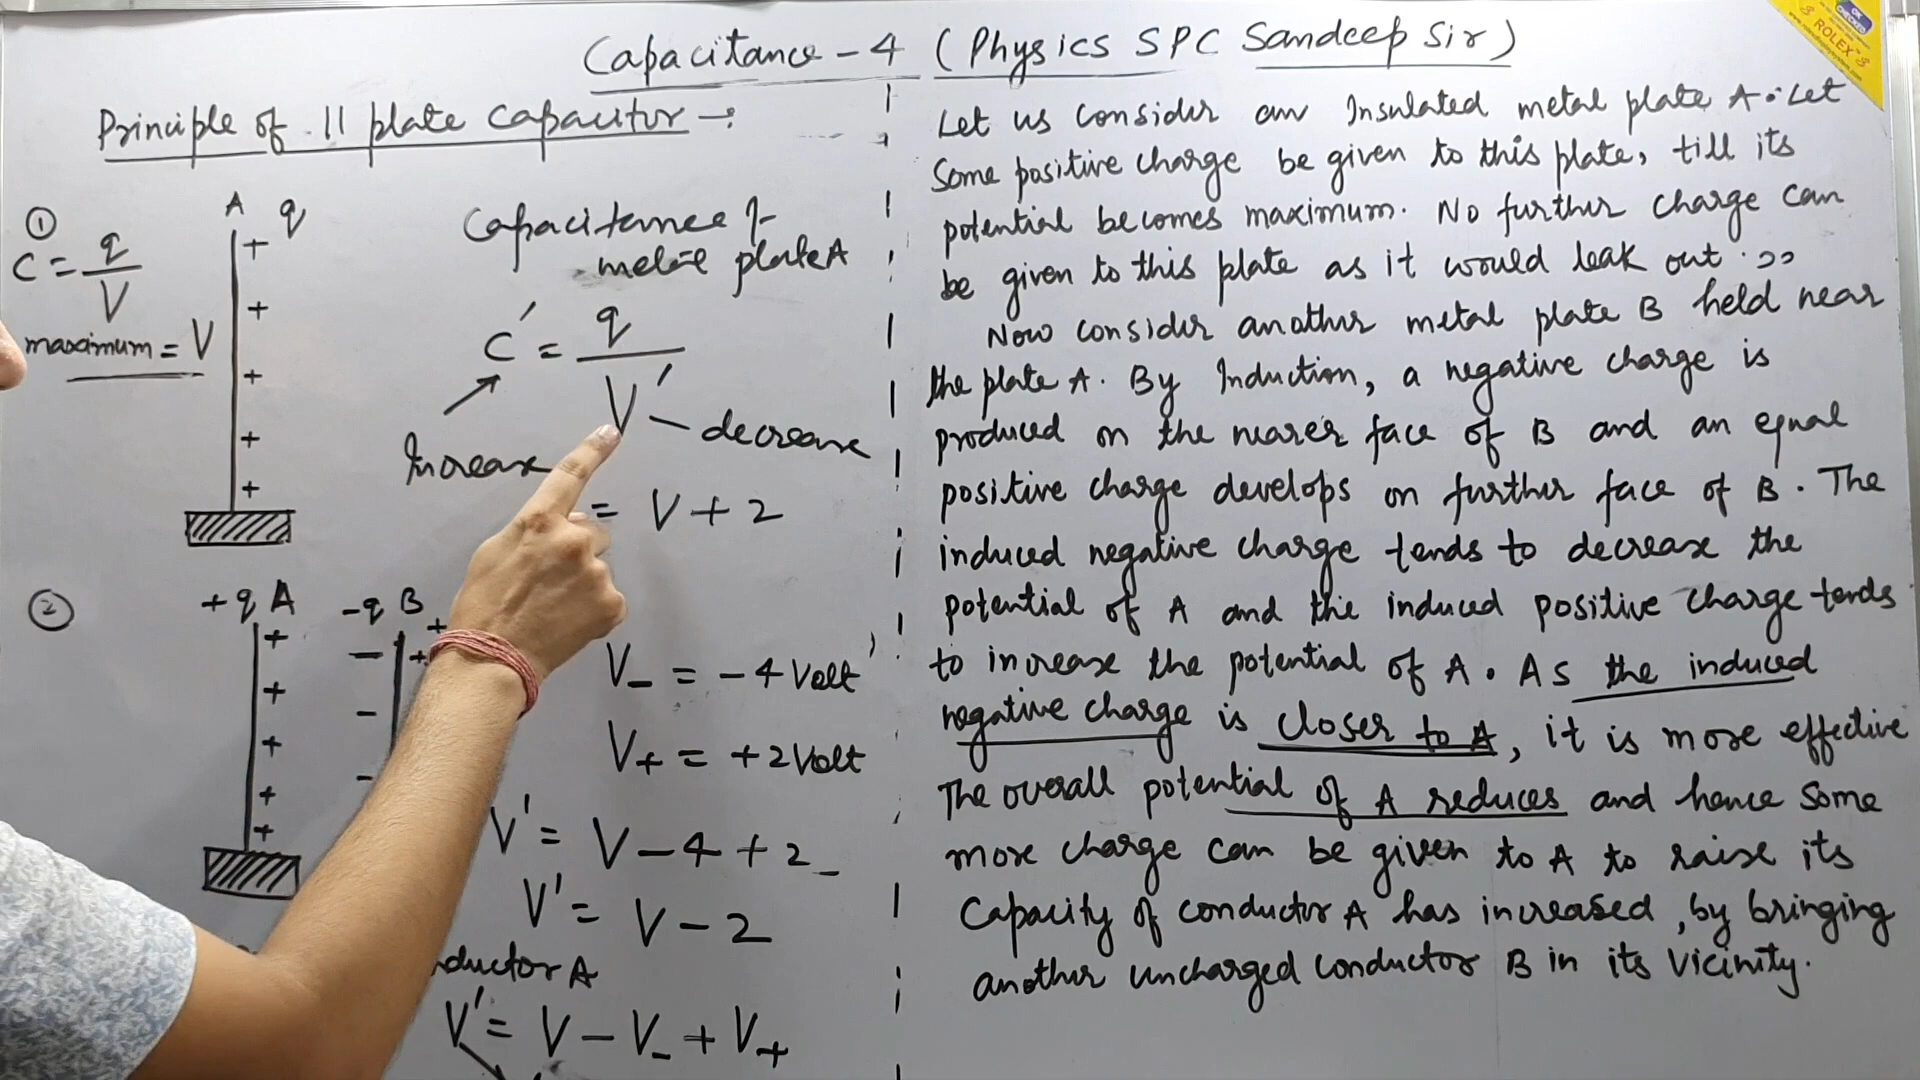 Capacitance - 4 (Physics SPC Sandeep Sir)
Principle of || plate capacitor →:
①
C = q/V
maximum = V
A q
+
+
+
+
+
Capacitance of
metal plate A
C' = q/V'
Increase
decrease
= V + 2
②
+q A
-q B
+
+
+
+
+
-
-
-
+
+
V₋ = -4 Volt
V₊ = +2 Volt
V' = V - 4 + 2
V' = V - 2
ductor A
V' = V - V₋ + V₊
Let us consider an Insulated metal plate A. Let
Some positive charge be given to this plate, till its
potential becomes maximum. No further charge can
be given to this plate as it would leak out.
Now consider another metal plate B held near
the plate A. By Induction, a negative charge is
produced on the nearer face of B and an equal
positive charge develops on further face of B. The
induced negative charge tends to decrease the
potential of A and the induced positive charge tends
to increase the potential of A. As the induced
negative charge is closer to A, it is more effective
The overall potential of A reduces and hence some
more charge can be given to A to raise its
Capacity of conductor A has increased, by bringing
another uncharged conductor B in its vicinity.
OK
CHECKED
ROLEX